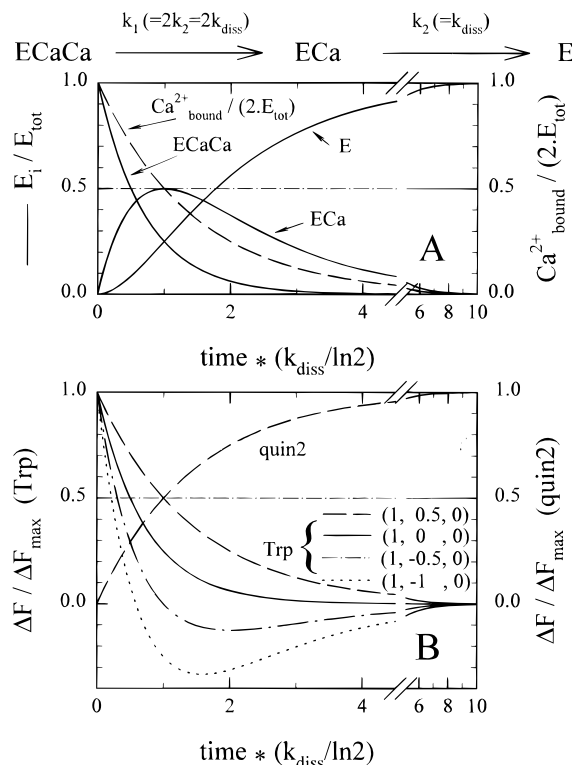 k1 (=2k2=2kdiss)
k2 (=kdiss)
ECaCa
ECa
E
1.0
0.5
0.0
Ei / Etot
Ca2+bound / (2.Etot)
ECaCa
E
ECa
A
1.0
0.5
0.0
Ca2+bound / (2.Etot)
0
2
4
6
8
10
time * (kdiss/ln2)
1.0
0.5
0.0
ΔF / ΔFmax (Trp)
quin2
Trp {
(1, 0.5, 0)
(1, 0 , 0)
(1, -0.5, 0)
(1, -1 , 0)
B
1.0
0.5
0.0
ΔF / ΔFmax (quin2)
0
2
4
6
8
10
time * (kdiss/ln2)